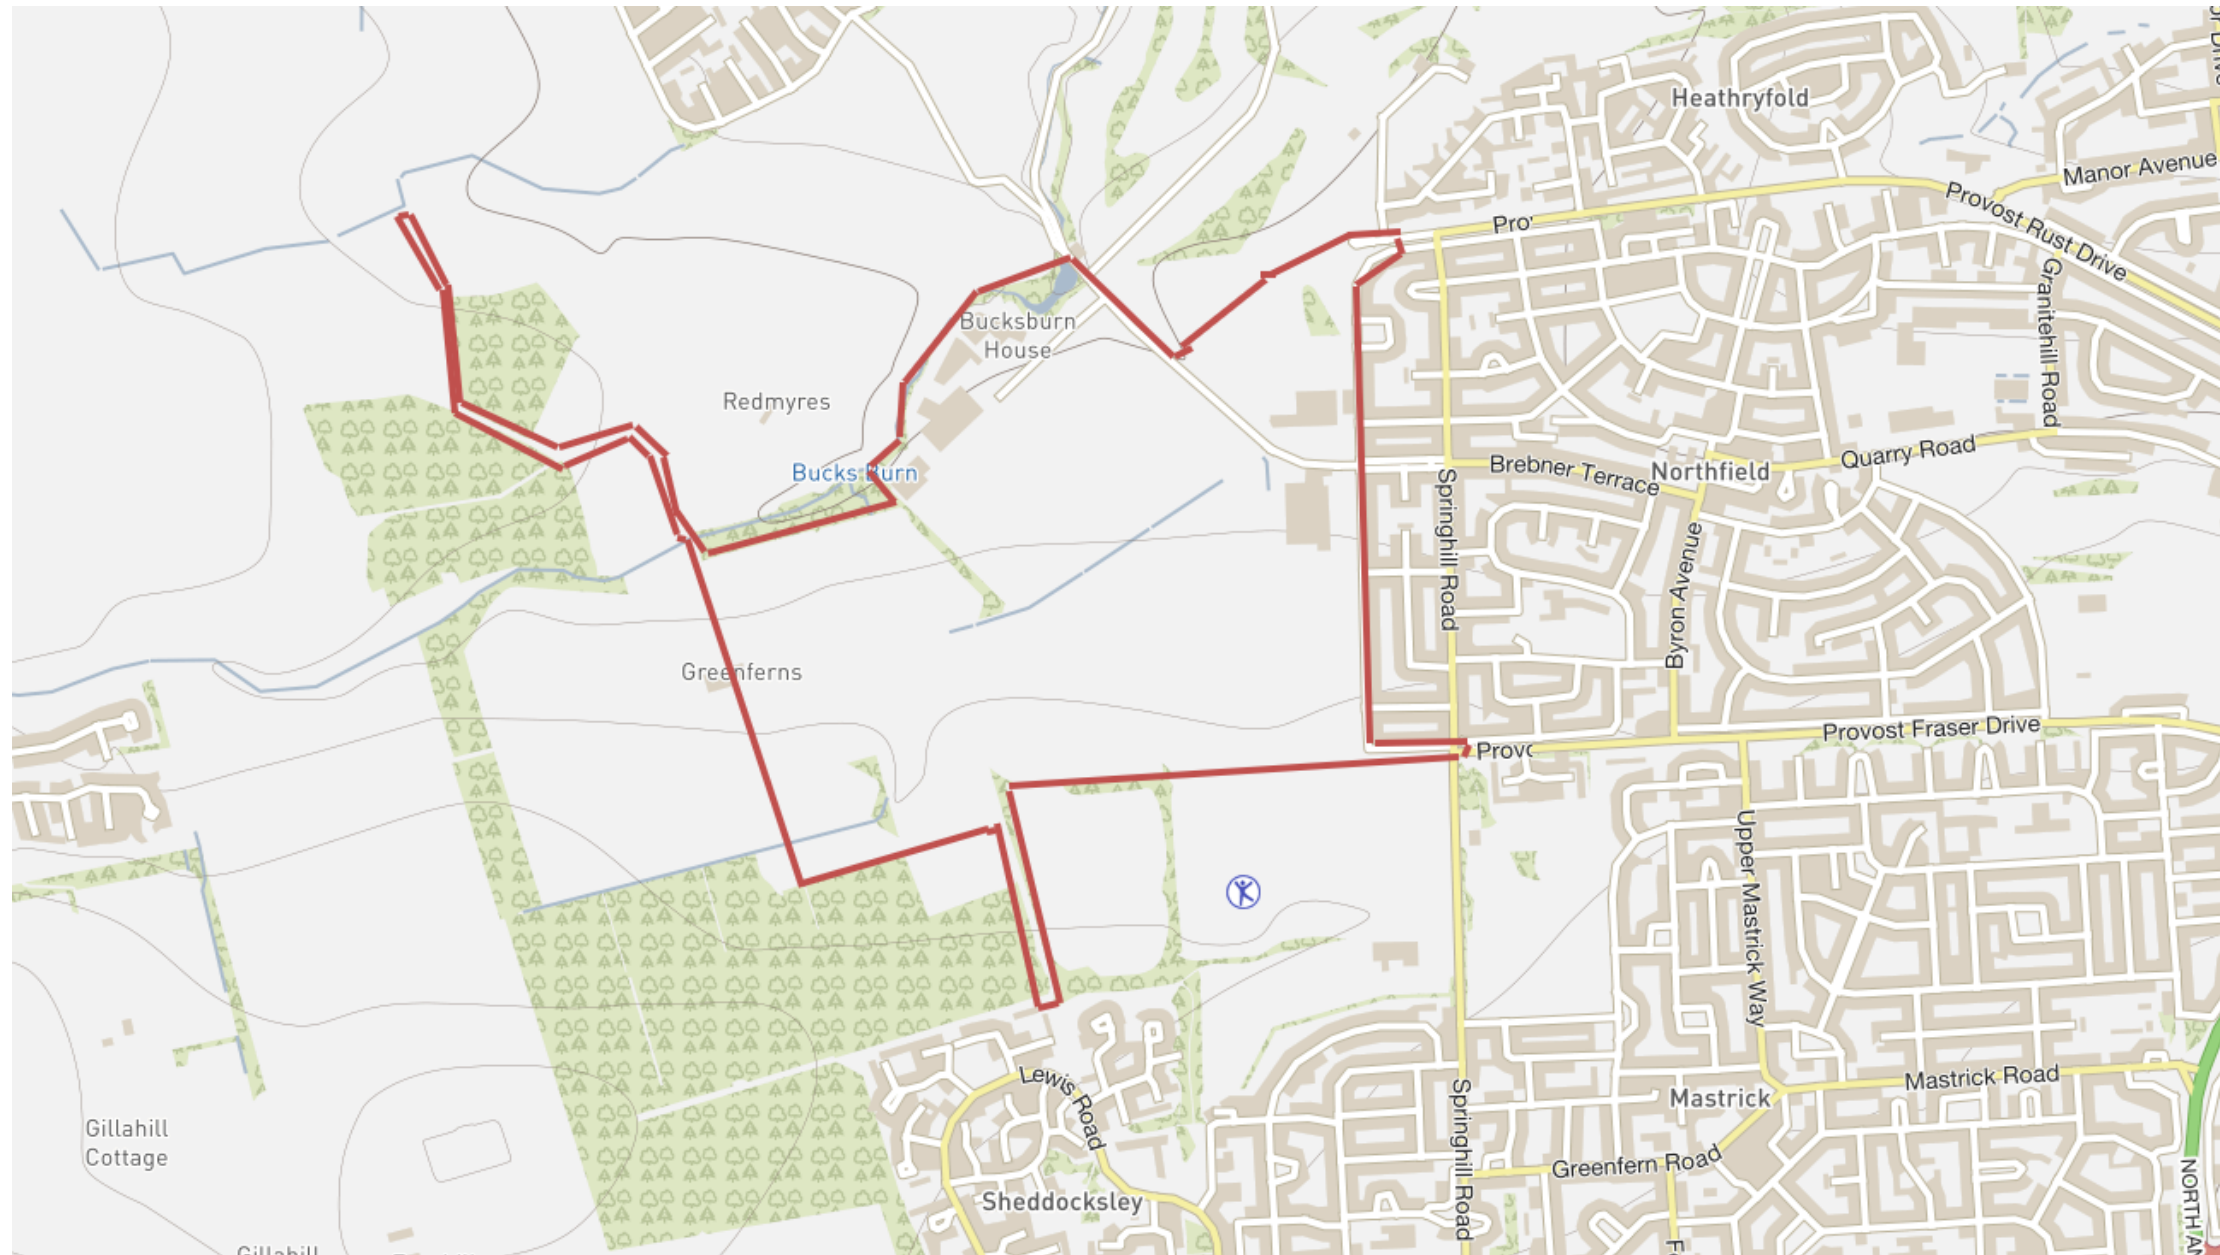 Heathryfold
Manor Avenue
Provost Rust Drive
Granitehill Road
Bucksburn
House
Redmyres
Bucks Burn
Quarry Road
Northfield
Brebner Terrace
Springhill Road
Byron Avenue
Greenferns
Provost Fraser Drive
Upper Mastrick Way
Lewis Road
Mastrick Road
Mastrick
Gillahill
Cottage
Greenfern Road
Springhill Road
Sheddocksley
Gillahill